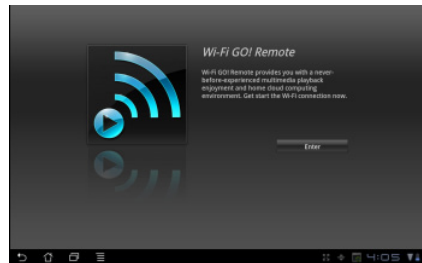 Wi-Fi GO! Remote
Wi-Fi GO! Remote provides you with a never-
before-experienced multimedia playback
enjoyment and home cloud computing
environment. Get start the Wi-Fi connection now.
Enter
4:05